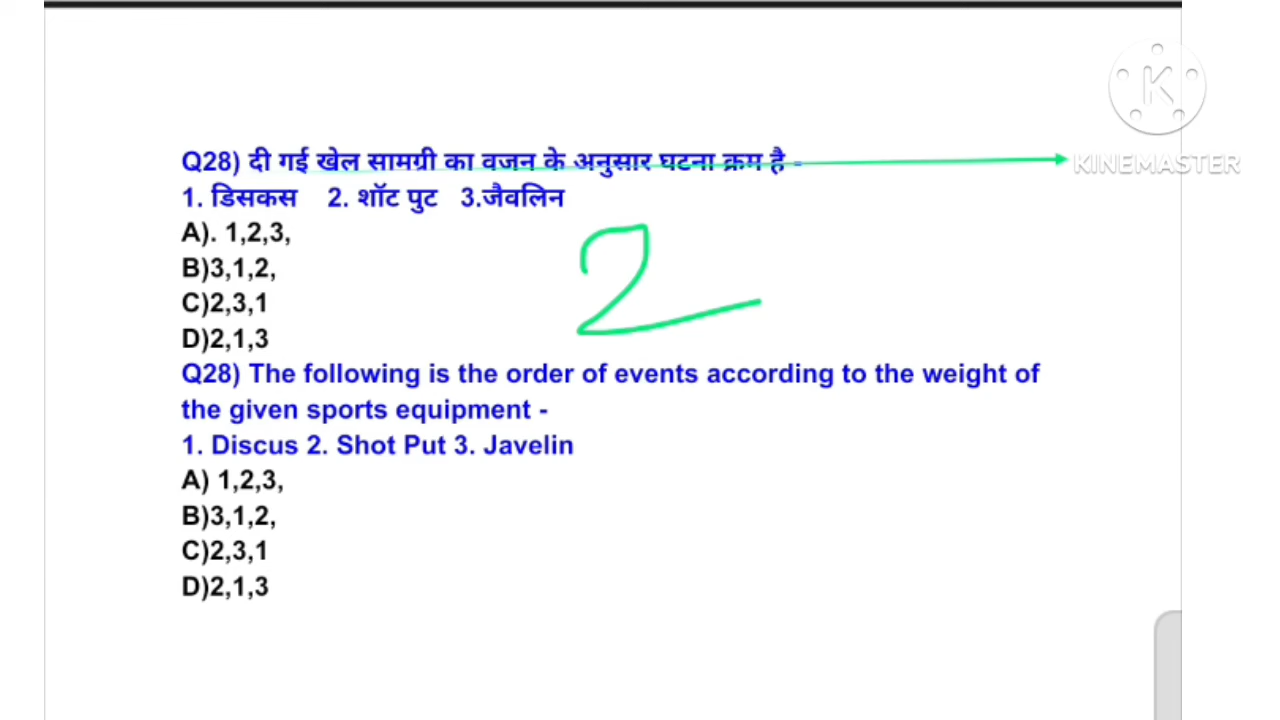 KINEMASTER
Q28) दी गई खेल सामग्री का वजन के अनुसार घटना क्रम है -
1. डिसकस 2. शॉट पुट 3.जैवलिन
A). 1,2,3,
B)3,1,2,
C)2,3,1
D)2,1,3
2
Q28) The following is the order of events according to the weight of
the given sports equipment -
1. Discus 2. Shot Put 3. Javelin
A) 1,2,3,
B)3,1,2,
C)2,3,1
D)2,1,3